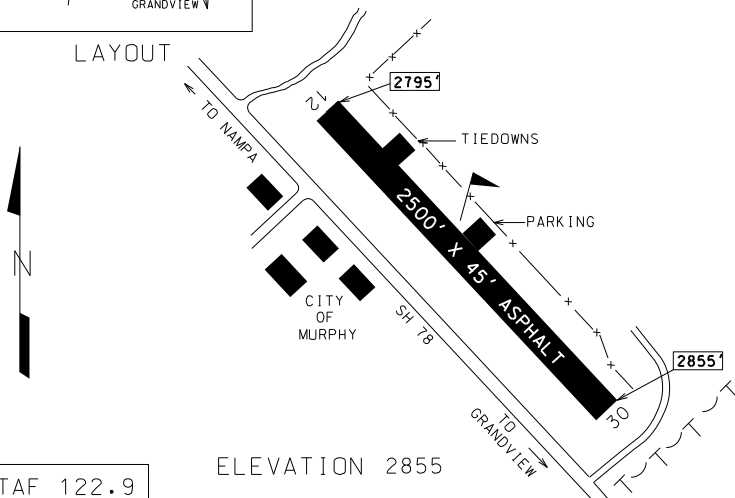 GRANDVIEW
LAYOUT
2795'
12
TO NAMPA
TIEDOWNS
N
2500' X 45' ASPHALT
PARKING
CITY
OF
MURPHY
SH 78
2855'
30
TO
GRANDVIEW
ELEVATION 2855
TAF 122.9